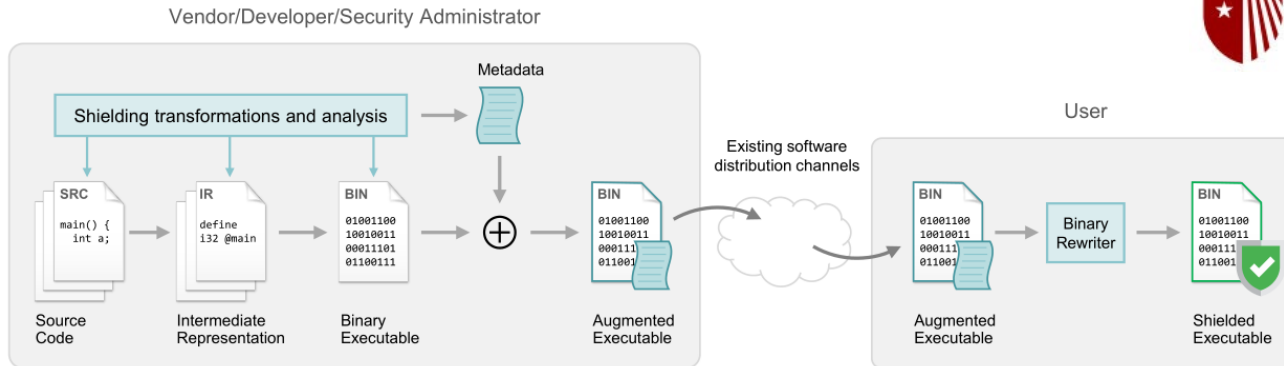 Vendor/Developer/Security Administrator
Metadata
Shielding transformations and analysis
SRC
main() {
int a;
IR
define
i32 @main
BIN
01001100
10010011
00011101
01100111
BIN
01001100
10010011
000111
011001
Source
Code
Intermediate
Representation
Binary
Executable
Augmented
Executable
Existing software
distribution channels
User
BIN
01001100
10010011
000111
011001
Binary
Rewriter
BIN
01001100
10010011
000111
011001
Augmented
Executable
Shielded
Executable